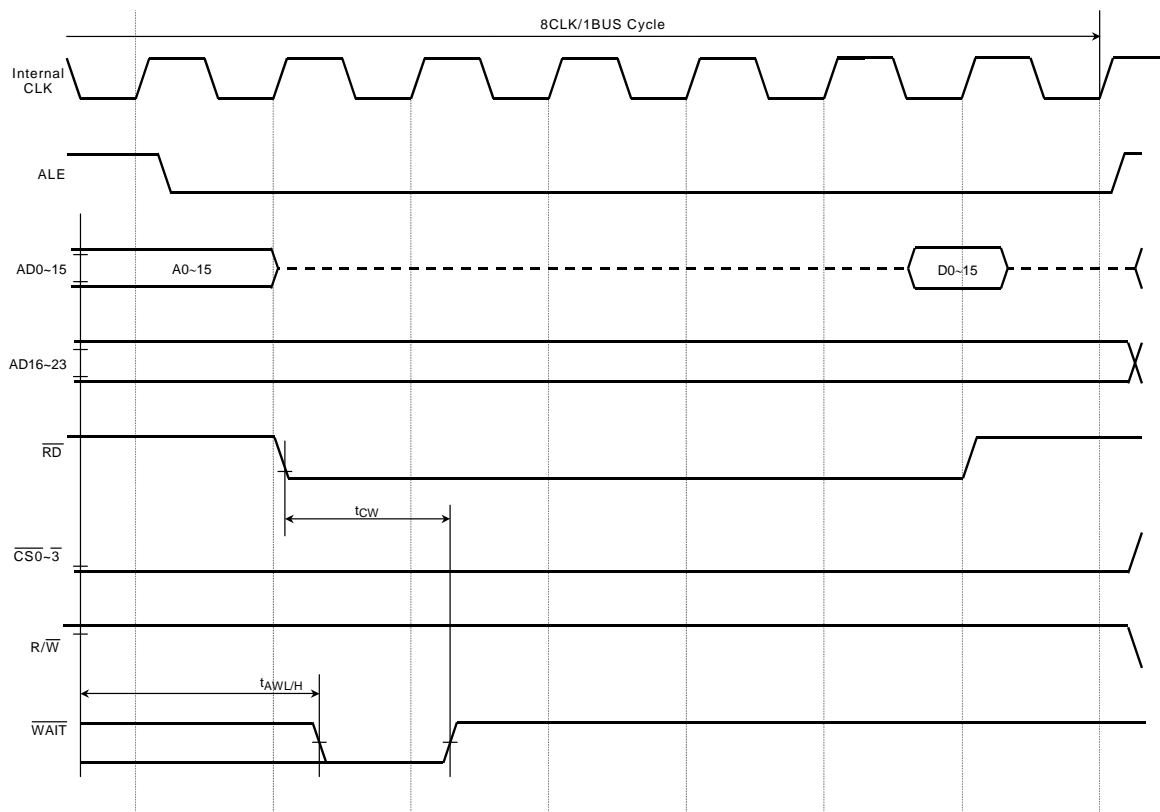 8CLK/1BUS Cycle
Internal
CLK
ALE
AD0~15
A0~15
D0~15
AD16~23
RD
tCW
CS0~3
R/W
tAWL/H
WAIT